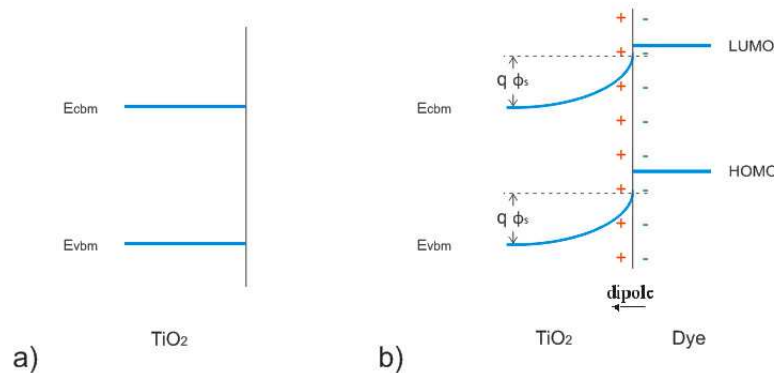 Ecbm
Evbm
TiO2
a)
+ -
LUMO
+ -
q ϕs
Ecbm
+ -
+ -
+ -
HOMO
+ -
q ϕs
Evbm
+ -
+ -
dipole
TiO2
Dye
b)